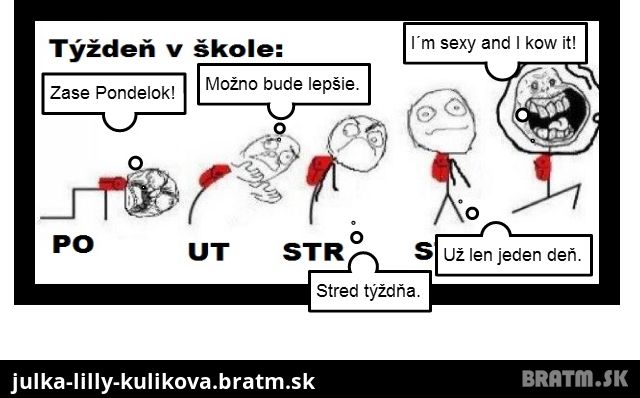 Týždeň v škole:
I´m sexy and I kow it!
Zase Pondelok!
Možno bude lepšie.
PO
UT
STR
Už len jeden deň.
Stred týždňa.
julka-lilly-kulikova.bratm.sk
BRATM.SK